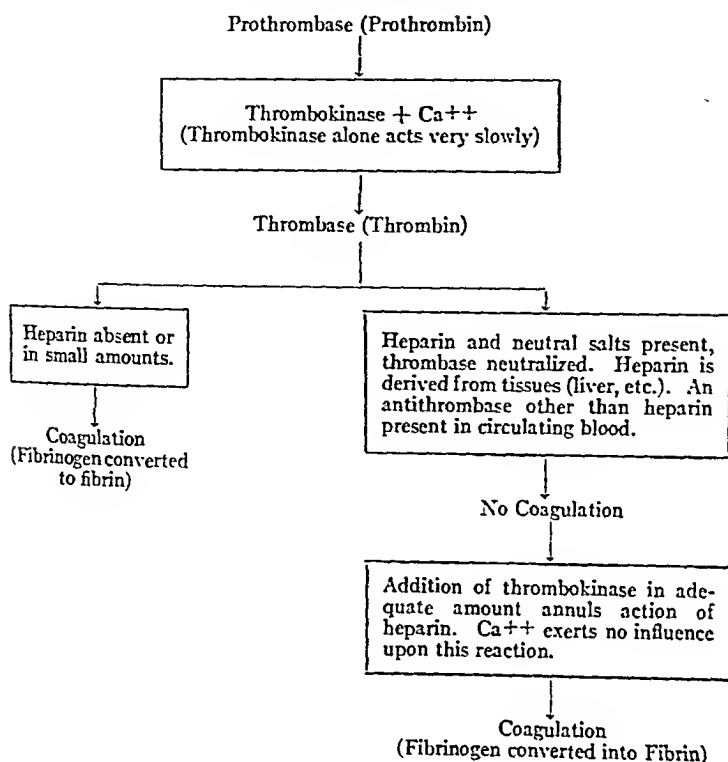 Prothrombase (Prothrombin)
Thrombokinase + Ca++
(Thrombokinase alone acts very slowly)
Thrombase (Thrombin)
Heparin absent or
in small amounts.
Coagulation
(Fibrinogen converted
to fibrin)
Heparin and neutral salts present,
thrombase neutralized. Heparin is
derived from tissues (liver, etc.). An
antithrombase other than heparin
present in circulating blood.
No Coagulation
Addition of thrombokinase in ade-
quate amount annuls action of
heparin. Ca++ exerts no influence
upon this reaction.
Coagulation
(Fibrinogen converted into Fibrin)